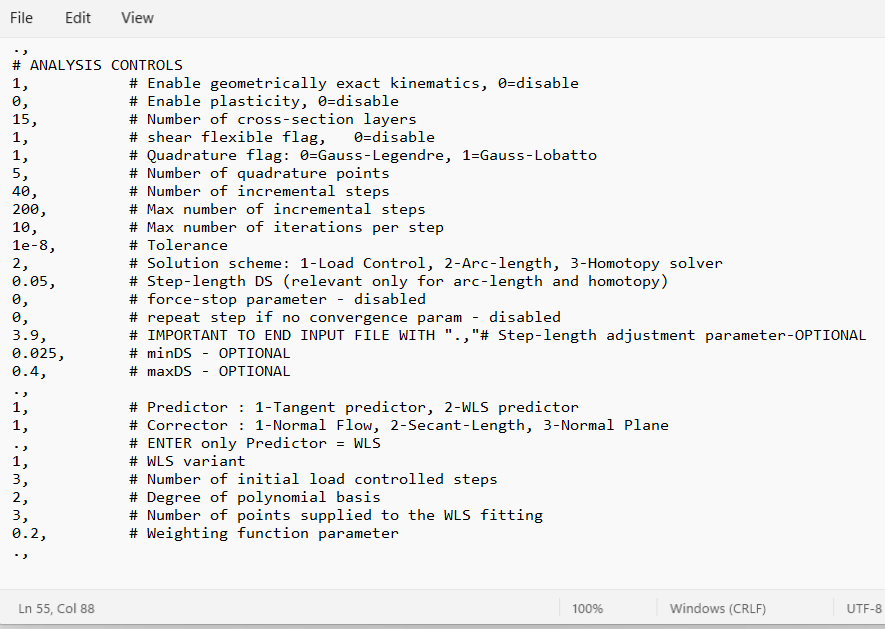 File Edit View
.,
# ANALYSIS CONTROLS
1, # Enable geometrically exact kinematics, 0=disable
0, # Enable plasticity, 0=disable
15, # Number of cross-section layers
1, # shear flexible flag, 0=disable
1, # Quadrature flag: 0=Gauss-Legendre, 1=Gauss-Lobatto
5, # Number of quadrature points
40, # Number of incremental steps
200, # Max number of incremental steps
10, # Max number of iterations per step
1e-8, # Tolerance
2, # Solution scheme: 1-Load Control, 2-Arc-length, 3-Homotopy solver
0.05, # Step-length DS (relevant only for arc-length and homotopy)
0, # force-stop parameter - disabled
0, # repeat step if no convergence param - disabled
3.9, # IMPORTANT TO END INPUT FILE WITH ".,"# Step-length adjustment parameter-OPTIONAL
0.025, # minDS - OPTIONAL
0.4, # maxDS - OPTIONAL
.,
1, # Predictor : 1-Tangent predictor, 2-WLS predictor
1, # Corrector : 1-Normal Flow, 2-Secant-Length, 3-Normal Plane
., # ENTER only Predictor = WLS
1, # WLS variant
3, # Number of initial load controlled steps
2, # Degree of polynomial basis
3, # Number of points supplied to the WLS fitting
0.2, # Weighting function parameter
.,
Ln 55, Col 88 100% Windows (CRLF) UTF-8